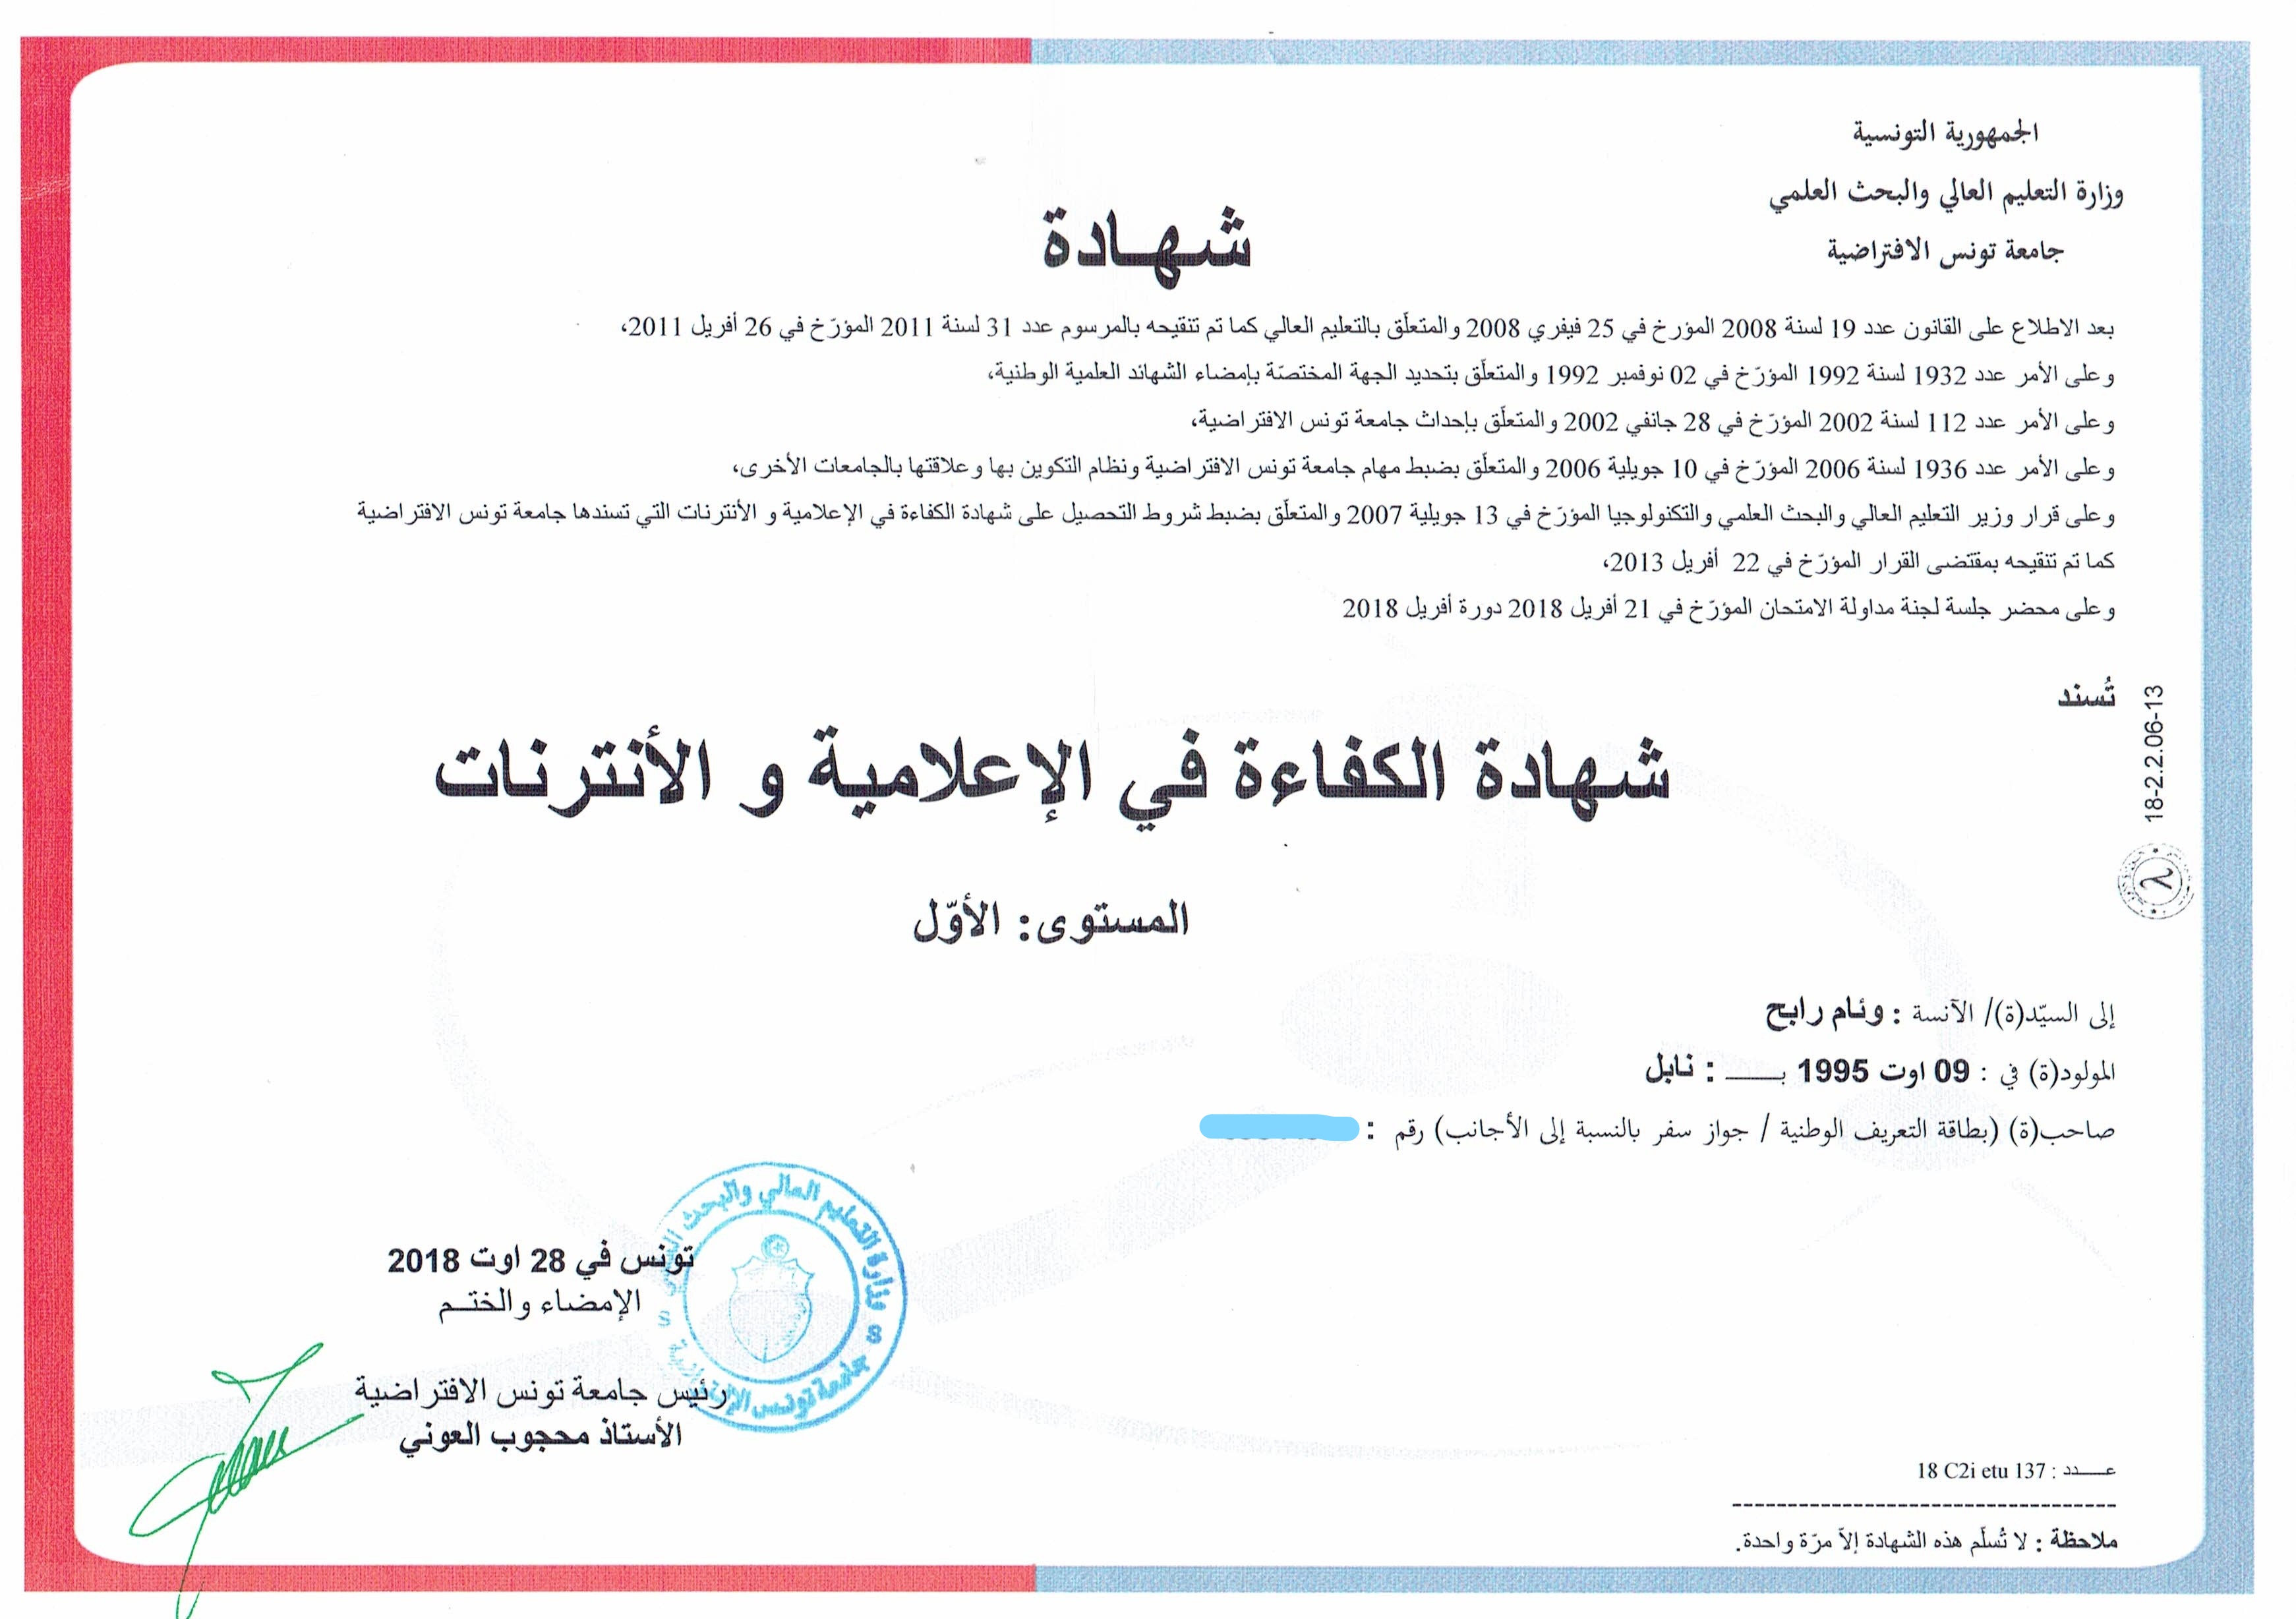 الجمهورية التونسية
وزارة التعليم العالي والبحث العلمي
جامعة تونس الافتراضية
شهـادة
بعد الاطلاع على القانون عدد 19 لسنة 2008 المؤرخ في 25 فيفري 2008 والمتعلّق بالتعليم العالي كما تم تنقيحه بالمرسوم عدد 31 لسنة 2011 المؤرّخ في 26 أفريل 2011،
وعلى الأمر عدد 1932 لسنة 1992 المؤرّخ في 02 نوفمبر 1992 والمتعلّق بتحديد الجهة المختصّة بإمضاء الشهائد العلمية الوطنية،
وعلى الأمر عدد 112 لسنة 2002 المؤرّخ في 28 جانفي 2002 والمتعلّق بإحداث جامعة تونس الافتراضية،
وعلى الأمر عدد 1936 لسنة 2006 المؤرّخ في 10 جويلية 2006 والمتعلّق بضبط مهام جامعة تونس الافتراضية ونظام التكوين بها وعلاقتها بالجامعات الأخرى،
وعلى قرار وزير التعليم العالي والبحث العلمي والتكنولوجيا المؤرّخ في 13 جويلية 2007 والمتعلّق بضبط شروط التحصيل على شهادة الكفاءة في الإعلامية و الأنترنات التي تسندها جامعة تونس الافتراضية
كما تم تنقيحه بمقتضى القرار المؤرّخ في 22 أفريل 2013،
وعلى محضر جلسة لجنة مداولة الامتحان المؤرّخ في 21 أفريل 2018 دورة أفريل 2018
تُسند
18-2.2.06-13
شهادة الكفاءة في الإعلامية و الأنترنات
المستوى: الأوّل
إلى السيّد(ة)/ الآنسة : وئام رابح
المولود(ة) في : 09 اوت 1995 بـــــ : نابل
صاحب(ة) (بطاقة التعريف الوطنية / جواز سفر بالنسبة إلى الأجانب) رقم :
وزارة التعليم العالي والبحث
جامعة تونس
تونس في 28 اوت 2018
الإمضاء والختـم
رئيس جامعة تونس الافتراضية
الأستاذ محجوب العوني
عــــدد : 18 C2i etu 137
ملاحظة : لا تُسلّم هذه الشهادة إلاّ مرّة واحدة.